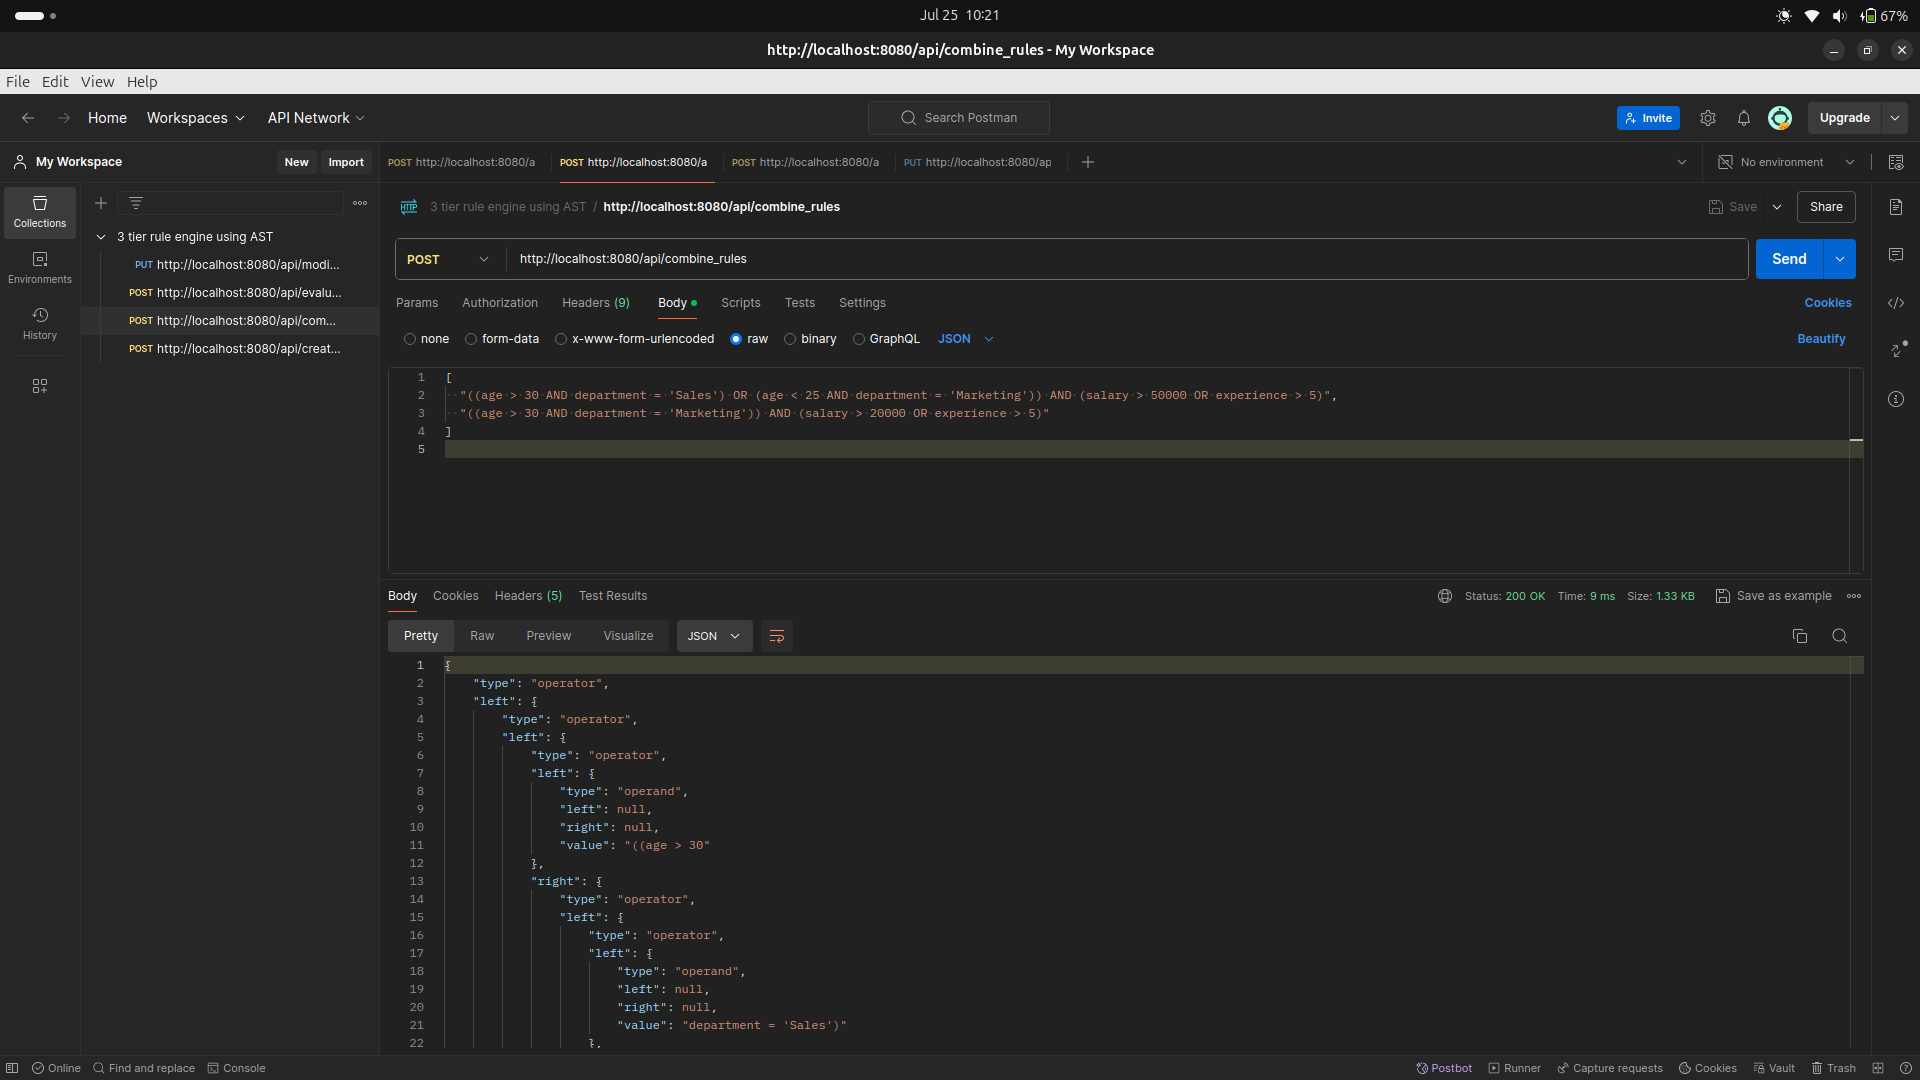 Jul 25 10:21
67%
http://localhost:8080/api/combine_rules - My Workspace
File Edit View Help
Home Workspaces API Network
Search Postman
Invite
Upgrade
My Workspace
New Import
POST http://localhost:8080/a
POST http://localhost:8080/a
POST http://localhost:8080/a
PUT http://localhost:8080/ap
No environment
Collections
Environments
History
3 tier rule engine using AST
PUT http://localhost:8080/api/modi...
POST http://localhost:8080/api/evalu...
POST http://localhost:8080/api/com...
POST http://localhost:8080/api/creat...
HTTP 3 tier rule engine using AST / http://localhost:8080/api/combine_rules
Save Share
POST http://localhost:8080/api/combine_rules
Send
Params Authorization Headers (9) Body Scripts Tests Settings
Cookies
none form-data x-www-form-urlencoded raw binary GraphQL JSON
Beautify
1 [
2 "((age > 30 AND department = 'Sales') OR (age < 25 AND department = 'Marketing')) AND (salary > 50000 OR experience > 5)",
3 "((age > 30 AND department = 'Marketing')) AND (salary > 20000 OR experience > 5)"
4 ]
5
Body Cookies Headers (5) Test Results
Status: 200 OK Time: 9 ms Size: 1.33 KB Save as example
Pretty Raw Preview Visualize JSON
1 {
2 "type": "operator",
3 "left": {
4 "type": "operator",
5 "left": {
6 "type": "operator",
7 "left": {
8 "type": "operand",
9 "left": null,
10 "right": null,
11 "value": "((age > 30"
12 },
13 "right": {
14 "type": "operator",
15 "left": {
16 "type": "operator",
17 "left": {
18 "type": "operand",
19 "left": null,
20 "right": null,
21 "value": "department = 'Sales')"
22 },
Online Find and replace Console
Postbot Runner Capture requests Cookies Vault Trash